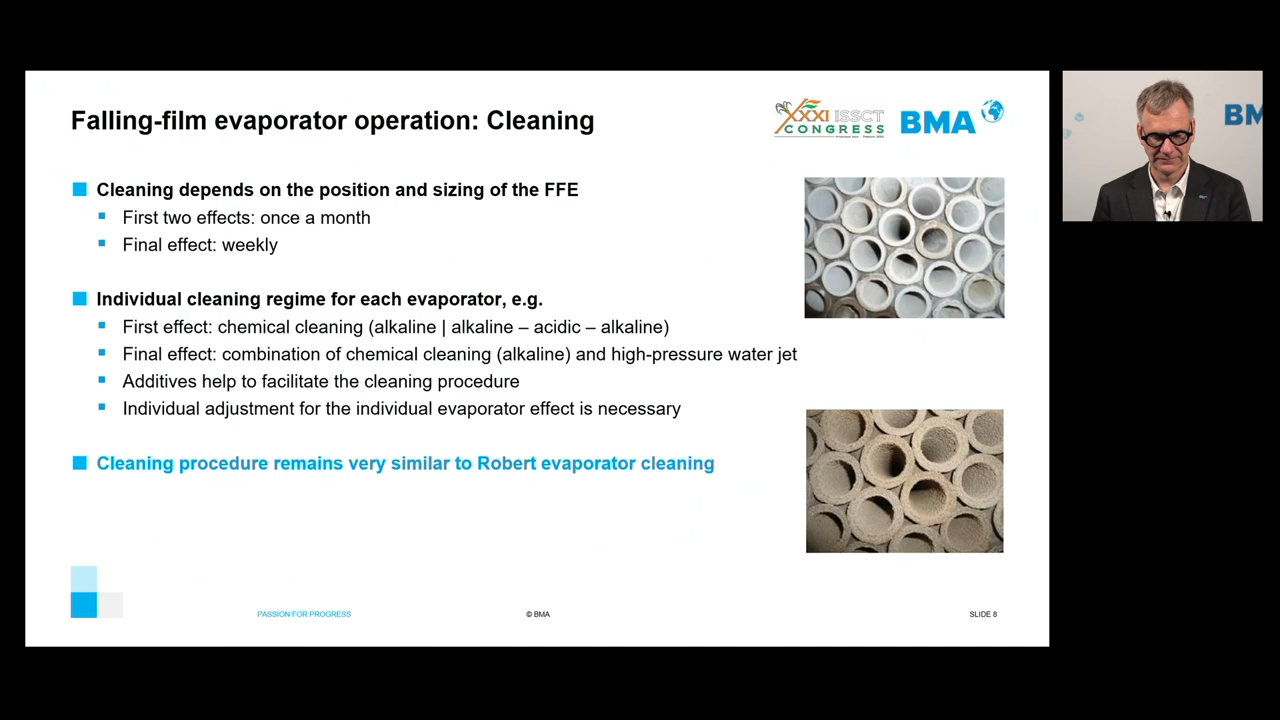 Falling-film evaporator operation: Cleaning
XXXI ISSCT
CONGRESS
BMA
BM
Cleaning depends on the position and sizing of the FFE
First two effects: once a month
Final effect: weekly
Individual cleaning regime for each evaporator, e.g.
First effect: chemical cleaning (alkaline | alkaline – acidic – alkaline)
Final effect: combination of chemical cleaning (alkaline) and high-pressure water jet
Additives help to facilitate the cleaning procedure
Individual adjustment for the individual evaporator effect is necessary
Cleaning procedure remains very similar to Robert evaporator cleaning
PASSION FOR PROGRESS
© BMA
SLIDE 8